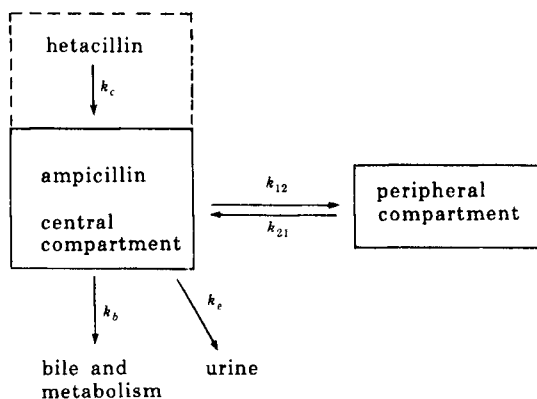 hetacillin
k_c
ampicillin
central
compartment
k_12
k_21
peripheral
compartment
k_b
k_e
bile and
metabolism
urine